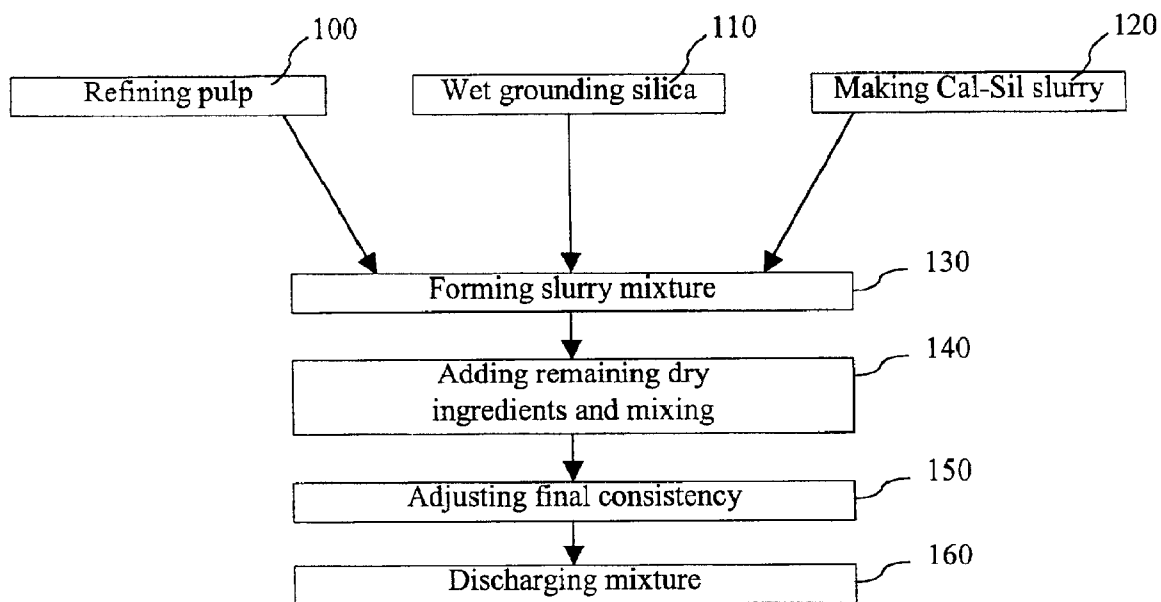 100
110
120
Refining pulp
Wet grounding silica
Making Cal-Sil slurry
130
Forming slurry mixture
140
Adding remaining dry
ingredients and mixing
150
Adjusting final consistency
160
Discharging mixture